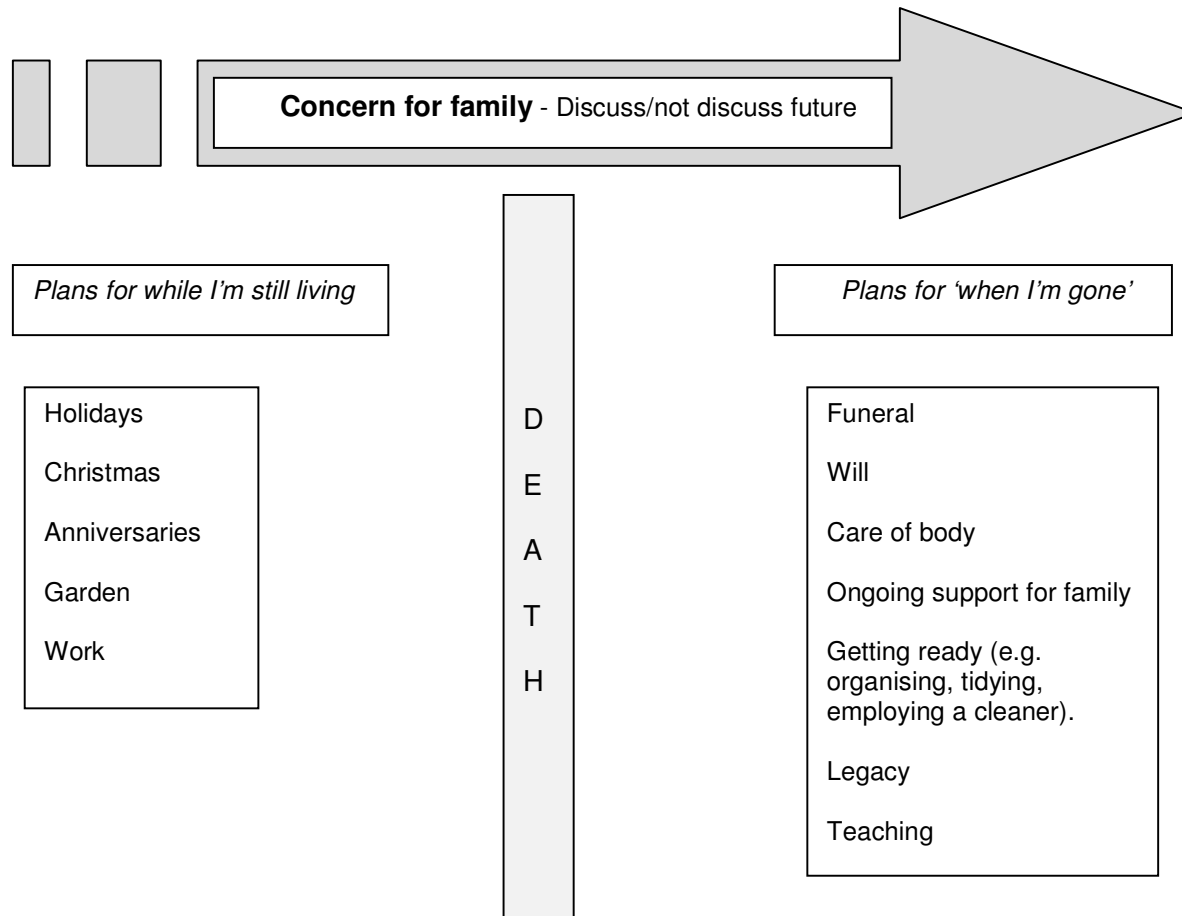 Concern for family - Discuss/not discuss future
Plans for while I'm still living
Plans for ‘when I'm gone’
Holidays
Christmas
Anniversaries
Garden
Work
D
E
A
T
H
Funeral
Will
Care of body
Ongoing support for family
Getting ready (e.g.
organising, tidying,
employing a cleaner).
Legacy
Teaching